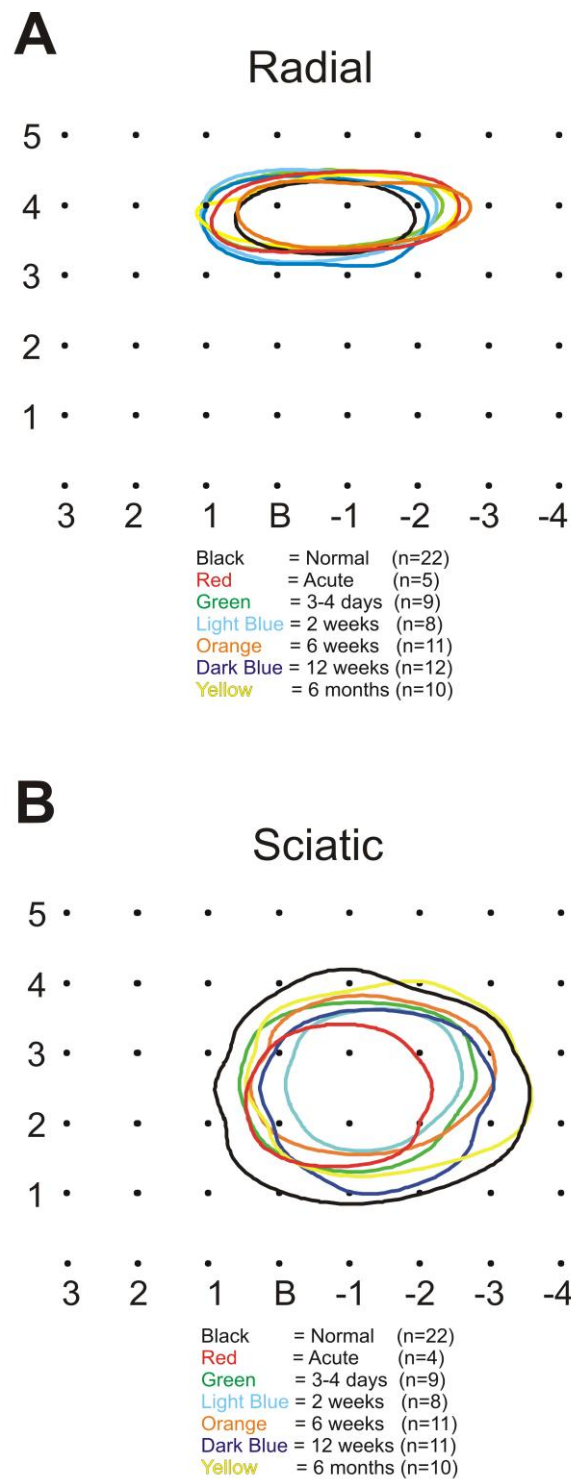 A
Radial
5
4
3
2
1
3 2 1 B -1 -2 -3 -4
Black = Normal (n=22)
Red = Acute (n=5)
Green = 3-4 days (n=9)
Light Blue = 2 weeks (n=8)
Orange = 6 weeks (n=11)
Dark Blue = 12 weeks (n=12)
Yellow = 6 months (n=10)
B
Sciatic
5
4
3
2
1
3 2 1 B -1 -2 -3 -4
Black = Normal (n=22)
Red = Acute (n=4)
Green = 3-4 days (n=9)
Light Blue = 2 weeks (n=8)
Orange = 6 weeks (n=11)
Dark Blue = 12 weeks (n=11)
Yellow = 6 months (n=10)